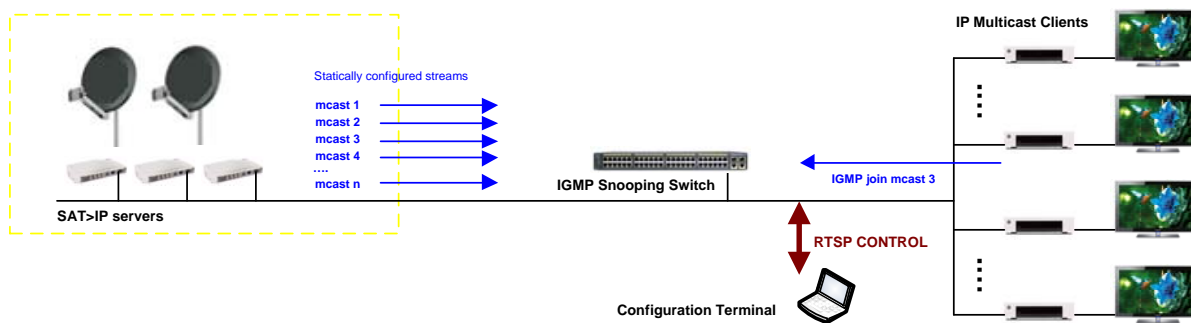 IP Multicast Clients
Statically configured streams
mcast 1
mcast 2
mcast 3
mcast 4
....
mcast n
IGMP Snooping Switch
IGMP join mcast 3
SAT>IP servers
RTSP CONTROL
Configuration Terminal